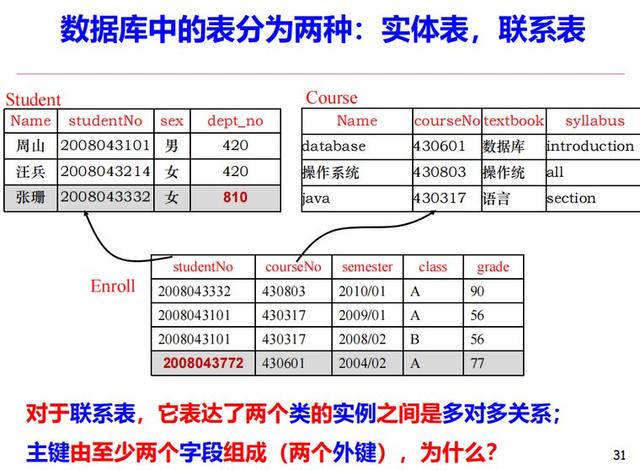 数据库中的表分为两种：实体表，联系表
Student
Name studentNo sex dept_no
周山 2008043101 男 420
汪兵 2008043214 女 420
张珊 2008043332 女 810
Course
Name courseNo textbook syllabus
database 430601 数据库 introduction
操作系统 430803 操作统 all
java 430317 语言 section
Enroll
studentNo courseNo semester class grade
2008043332 430803 2010/01 A 90
2008043101 430317 2009/01 A 56
2008043101 430317 2008/02 B 56
2008043772 430601 2004/02 A 77
对于联系表，它表达了两个类的实例之间是多对多关系；
主键由至少两个字段组成（两个外键），为什么？
31